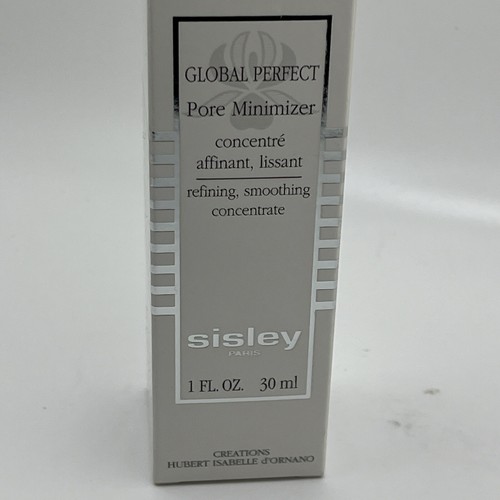 GLOBAL PERFECT
Pore Minimizer
concentré
affinant, lissant
refining, smoothing
concentrate
sisley
PARIS
1 FL. OZ. 30 ml
CREATIONS
HUBERT ISABELLE d'ORNANO